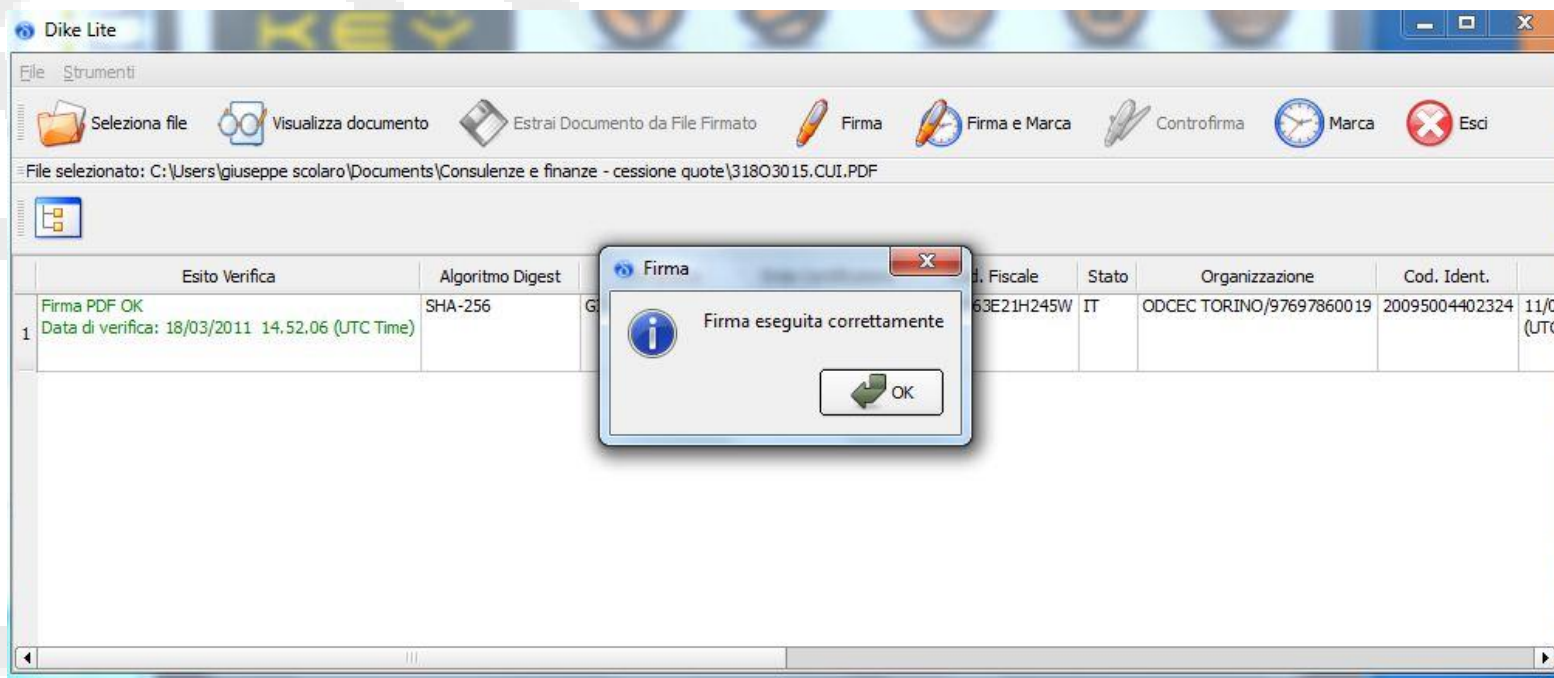 Dike Lite
File Strumenti
Seleziona file Visualizza documento Estrai Documento da File Firmato Firma Firma e Marca Controfirma Marca Esci
File selezionato: C:\Users\giuseppe scolaro\Documents\Consulenze e finanze - cessione quote\318O3015.CUI.PDF
Esito Verifica Algoritmo Digest d. Fiscale Stato Organizzazione Cod. Ident.
Firma PDF OK SHA-256 63E21H245W IT ODCEC TORINO/97697860019 20095004402324 11/0
1 Data di verifica: 18/03/2011 14.52.06 (UTC Time) (UTC
Firma
Firma eseguita correttamente
OK